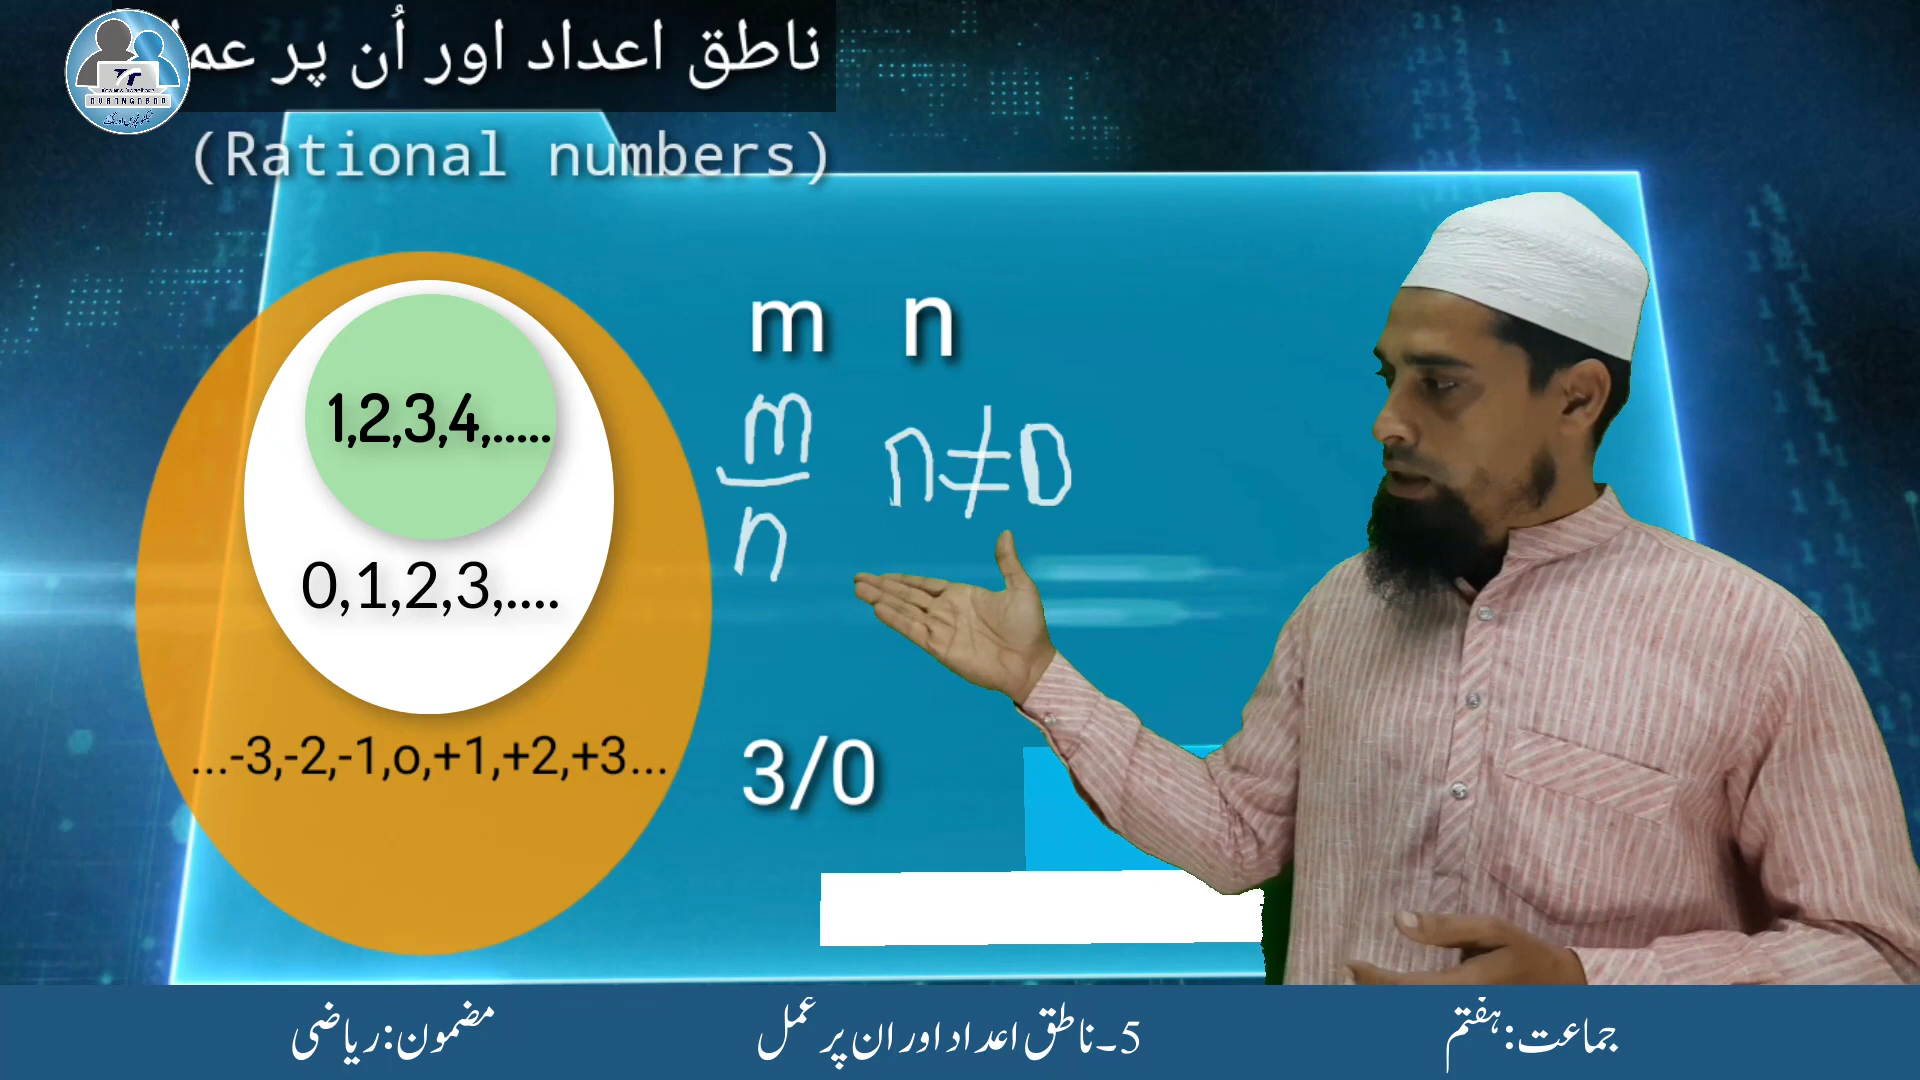 ناطق اعداد اور اُن پر عمل
(Rational numbers)
1,2,3,4,.....
0,1,2,3,....
...-3,-2,-1,o,+1,+2,+3...
m n
m
n
n≠0
3/0
جماعت:ہفتم
5۔ناطق اعداد اور ان پر عمل
مضمون:ریاضی